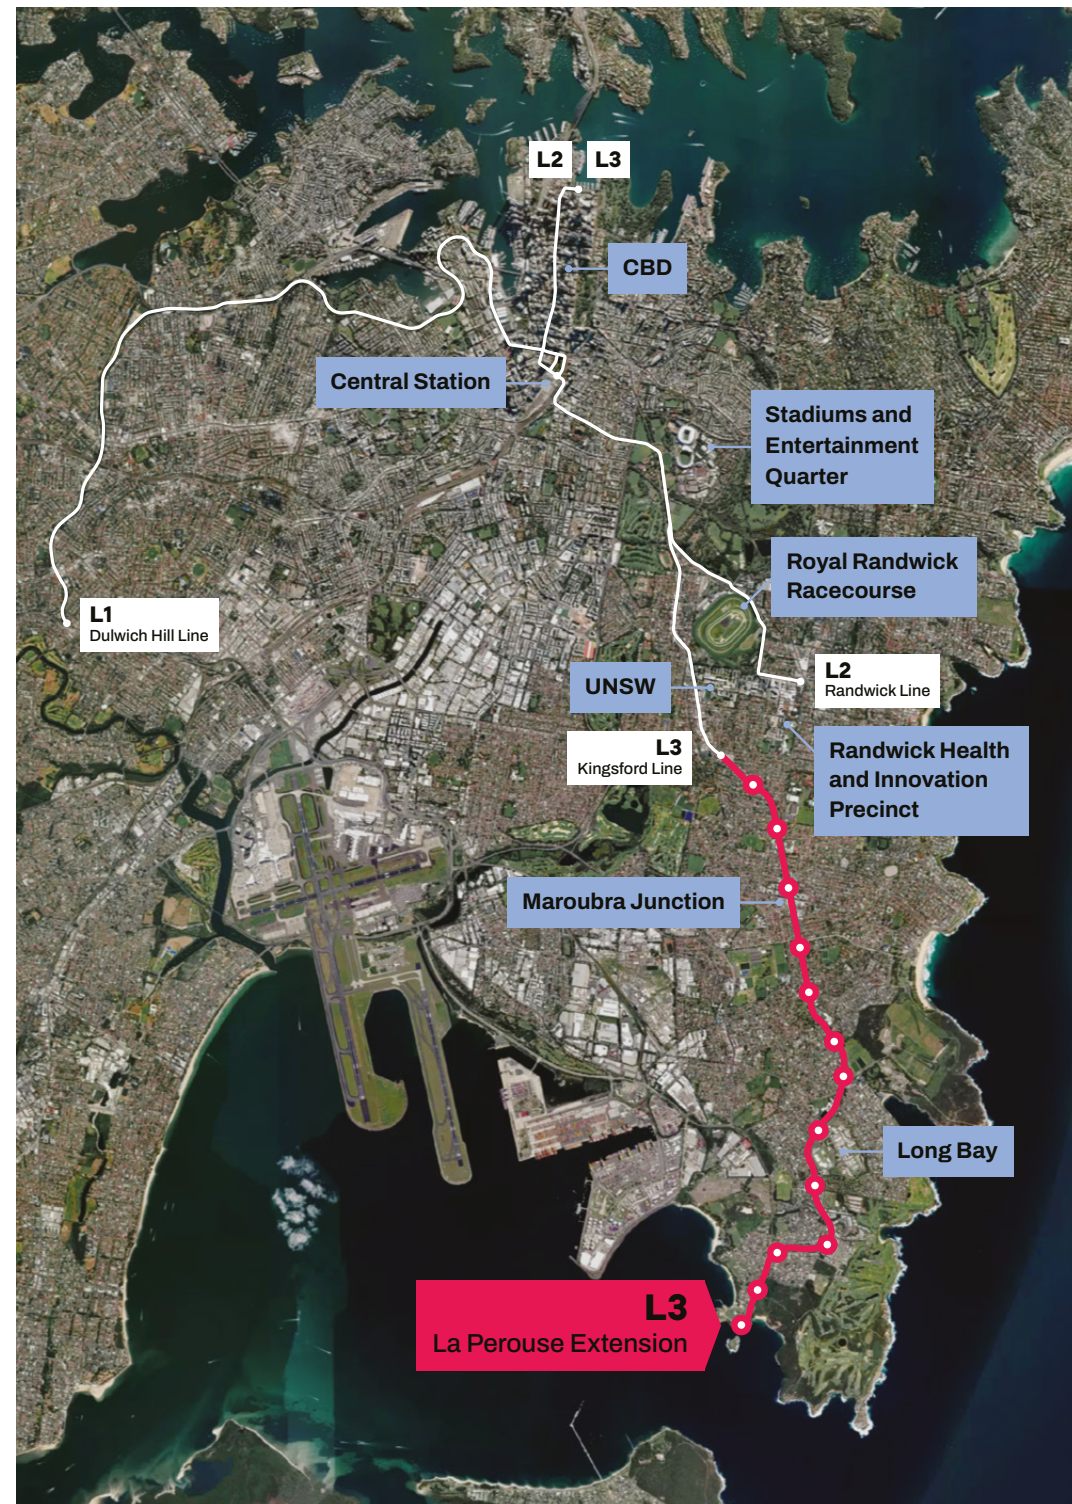 L2
L3
CBD
Central Station
Stadiums and
Entertainment
Quarter
Royal Randwick
Racecourse
L1
Dulwich Hill Line
UNSW
L2
Randwick Line
L3
Kingsford Line
Randwick Health
and Innovation
Precinct
Maroubra Junction
Long Bay
L3
La Perouse Extension